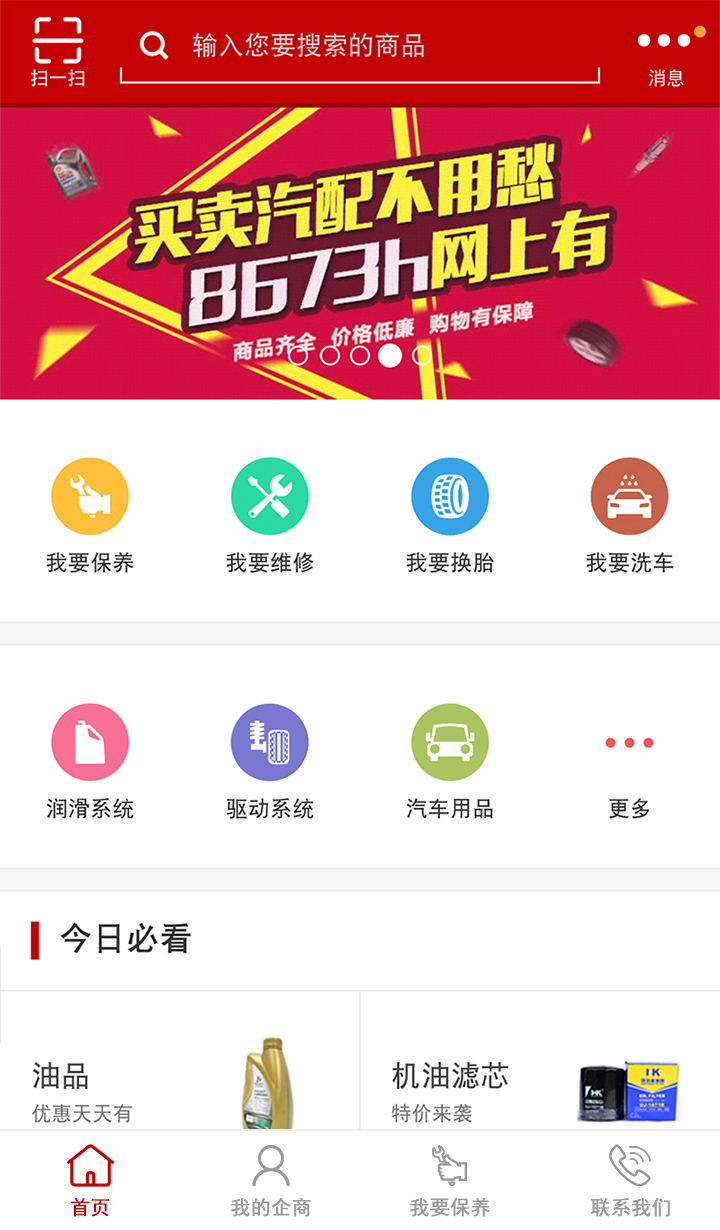 输入您要搜索的商品
扫一扫
消息
买卖汽配不用愁
8673h网上有
商品齐全 价格低廉 购物有保障
我要保养
我要维修
我要换胎
我要洗车
润滑系统
驱动系统
汽车用品
更多
今日必看
油品
优惠天天有
机油滤芯
特价来袭
HK
OIL FILTER
首页
我的企商
我要保养
联系我们